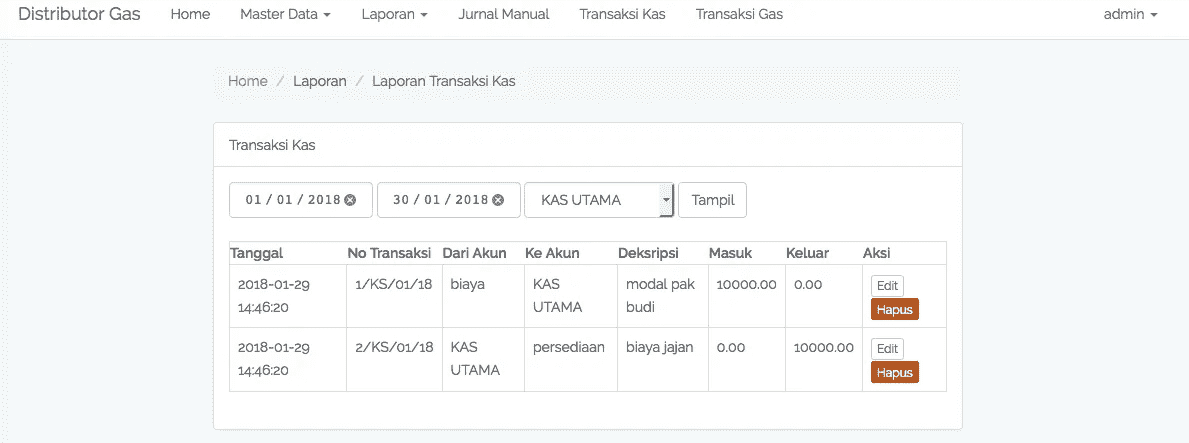 Distributor Gas Home Master Data Laporan Jurnal Manual Transaksi Kas Transaksi Gas admin
Home / Laporan / Laporan Transaksi Kas
Transaksi Kas
01 / 01 / 2018 30 / 01 / 2018 KAS UTAMA Tampil
Tanggal No Transaksi Dari Akun Ke Akun Deksripsi Masuk Keluar Aksi
2018-01-29 1/KS/01/18 biaya KAS modal pak 10000.00 0.00 Edit
14:46:20 UTAMA budi Hapus
2018-01-29 2/KS/01/18 KAS persediaan biaya jajan 0.00 10000.00 Edit
14:46:20 UTAMA Hapus